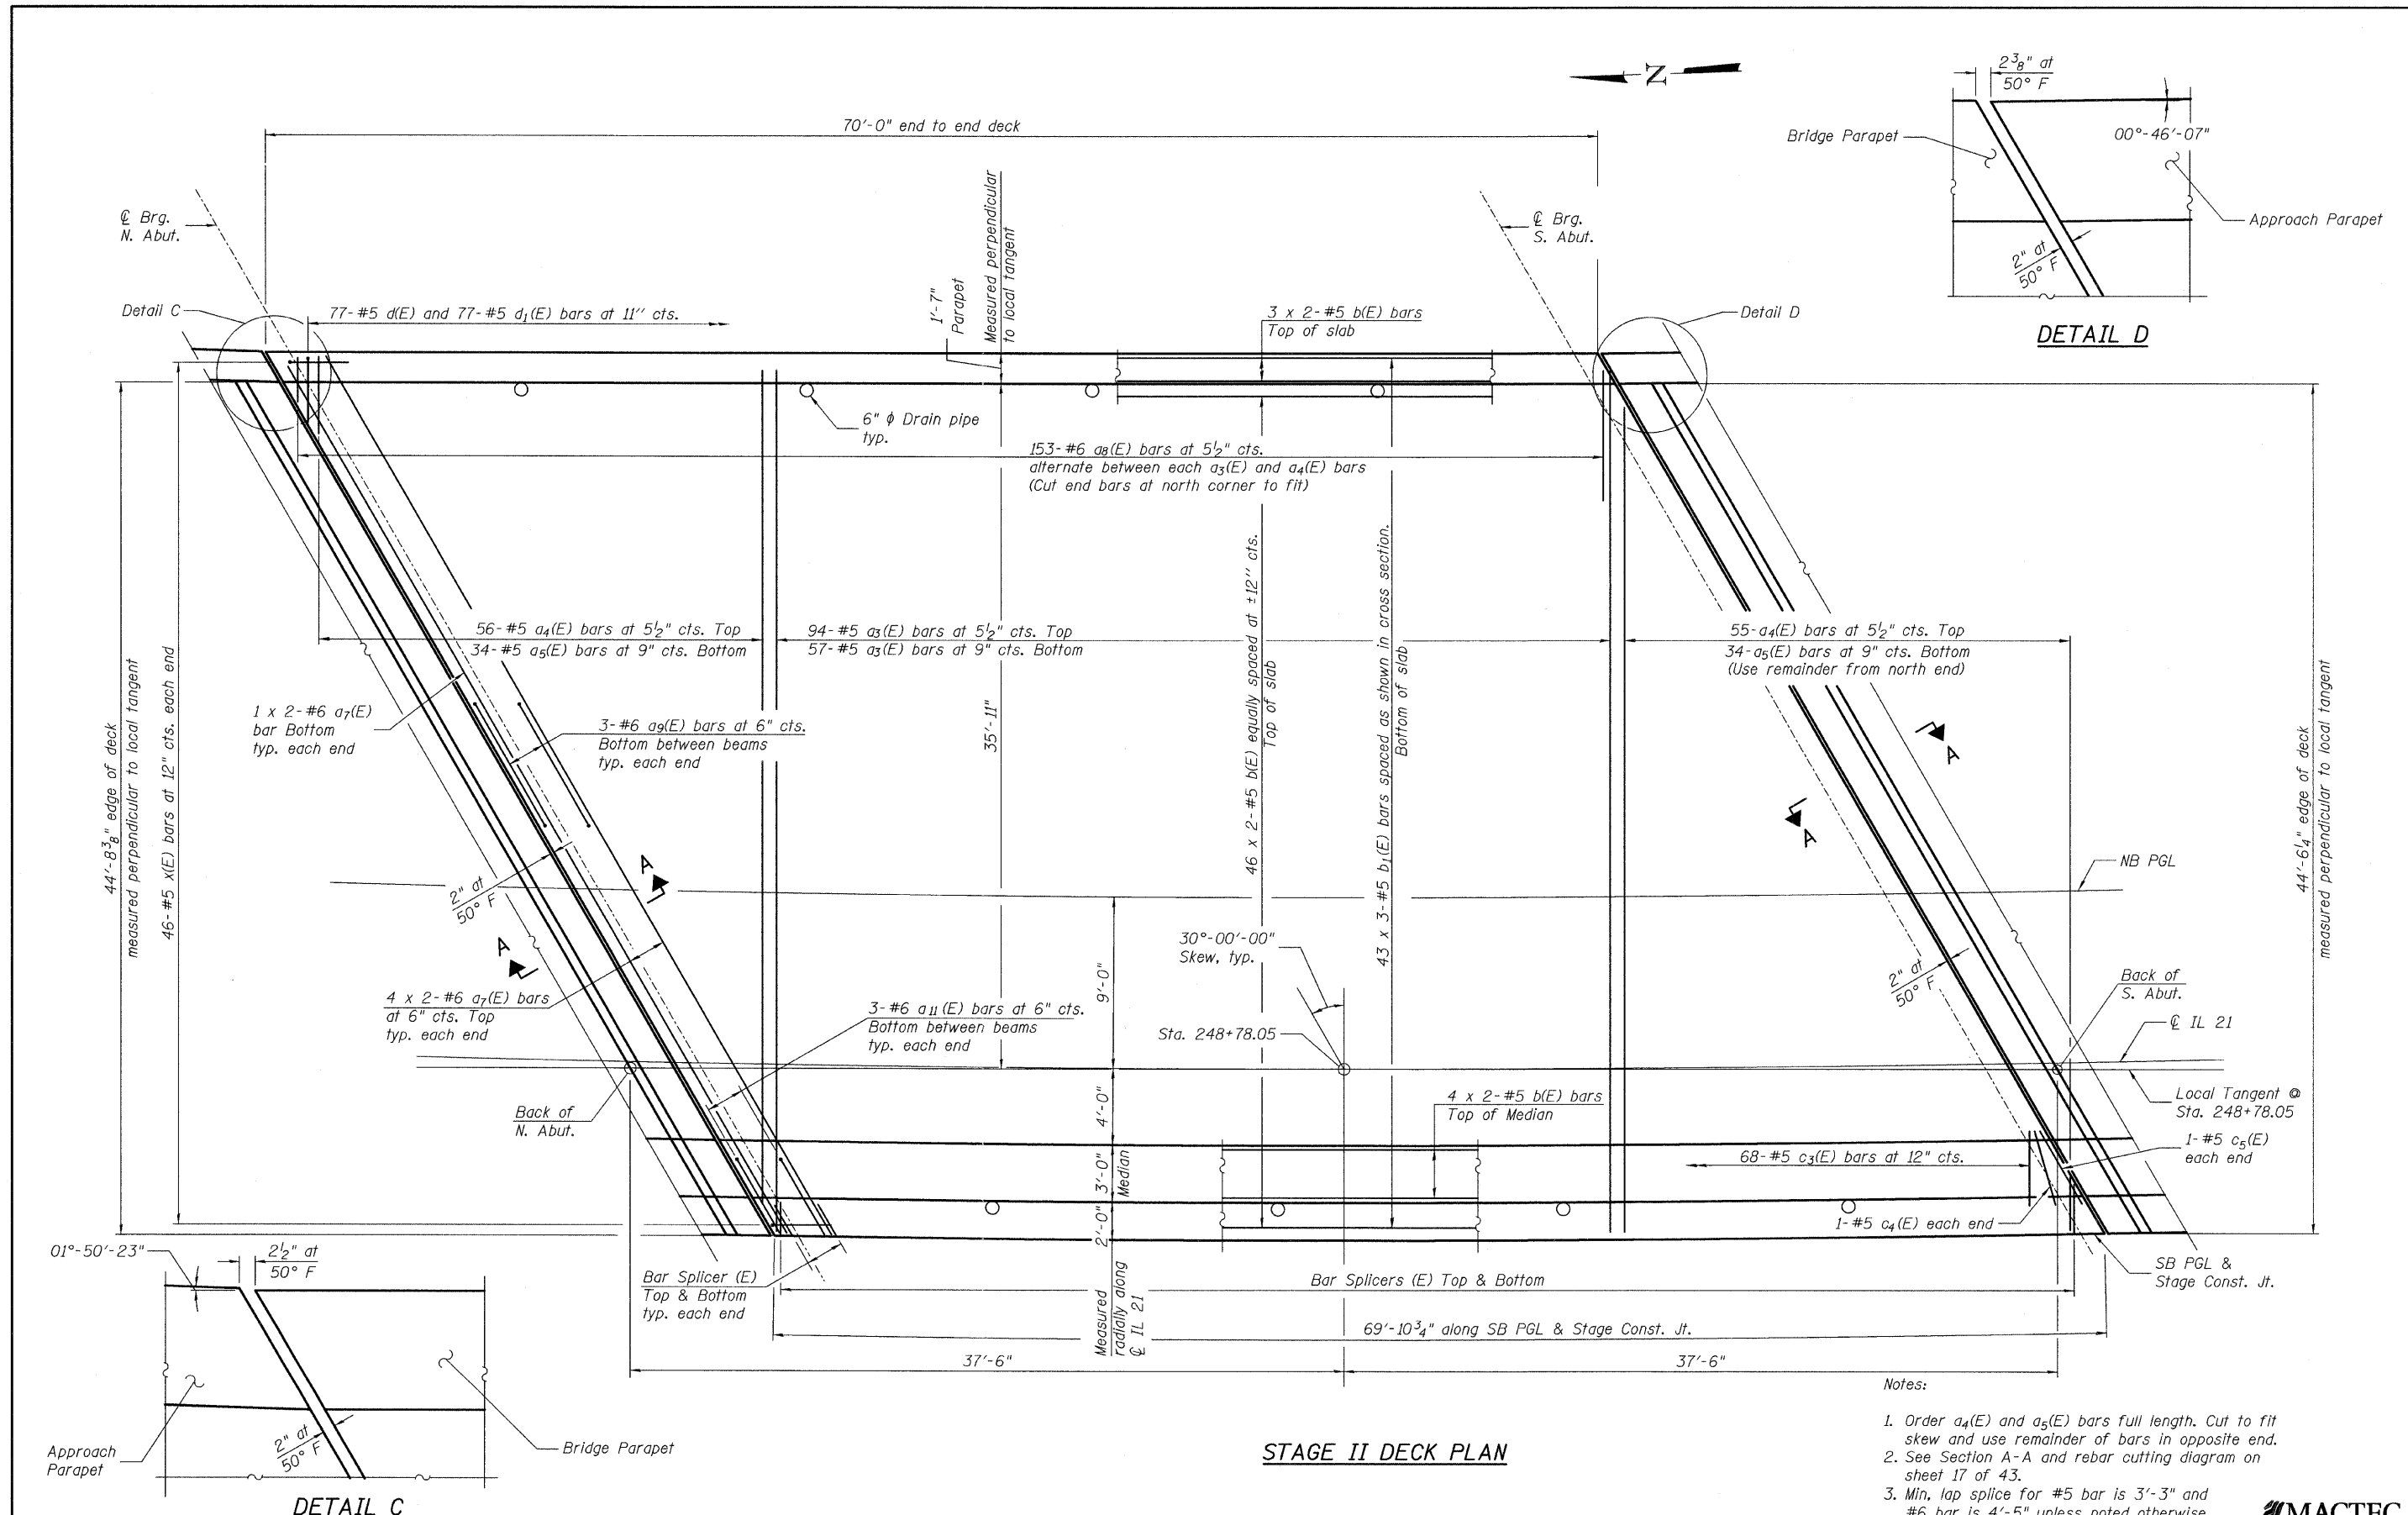 N
70'-0" end to end deck
2 3/8" at
50° F
00°-46'-07"
Bridge Parapet
Approach Parapet
2" at
50° F
DETAIL D
℄ Brg.
N. Abut.
℄ Brg.
S. Abut.
Measured perpendicular
to local tangent
1'-7"
Parapet
Detail C
77-#5 d(E) and 77-#5 d₁(E) bars at 11" cts.
3 x 2-#5 b(E) bars
Top of slab
Detail D
6" ϕ Drain pipe
typ.
153-#6 a₈(E) bars at 5½" cts.
alternate between each a₃(E) and a₄(E) bars
(Cut end bars at north corner to fit)
56-#5 a₄(E) bars at 5½" cts. Top
34-#5 a₅(E) bars at 9" cts. Bottom
94-#5 a₃(E) bars at 5½" cts. Top
57-#5 a₃(E) bars at 9" cts. Bottom
55-a₄(E) bars at 5½" cts. Top
34-a₅(E) bars at 9" cts. Bottom
(Use remainder from north end)
44'-8 3/8" edge of deck
measured perpendicular to local tangent
46-#5 x(E) bars at 12" cts. each end
1 x 2-#6 a₇(E)
bar Bottom
typ. each end
3-#6 a₉(E) bars at 6" cts.
Bottom between beams
typ. each end
35'-11"
46 x 2-#5 b(E) equally spaced at ±12" cts.
Top of slab
43 x 3-#5 b₁(E) bars spaced as shown in cross section.
Bottom of slab
A
A
44'-6¼" edge of deck
measured perpendicular to local tangent
2" at
50° F
A
A
NB PGL
30°-00'-00"
Skew, typ.
9'-0"
4 x 2-#6 a₇(E) bars
at 6" cts. Top
typ. each end
3-#6 a₁₁(E) bars at 6" cts.
Bottom between beams
typ. each end
Sta. 248+78.05
2" at
50° F
Back of
S. Abut.
℄ IL 21
Local Tangent @
Sta. 248+78.05
Back of
N. Abut.
4'-0"
4 x 2-#5 b(E) bars
Top of Median
3'-0"
Median
68-#5 c₃(E) bars at 12" cts.
1-#5 c₅(E)
each end
1-#5 c₄(E) each end
2'-0"
Measured
radially along
℄ IL 21
SB PGL &
Stage Const. Jt.
Bar Splicer (E)
Top & Bottom
typ. each end
Bar Splicers (E) Top & Bottom
69'-10¾" along SB PGL & Stage Const. Jt.
37'-6"
37'-6"
01°-50'-23"
2½" at
50° F
Approach
Parapet
2" at
50° F
Bridge Parapet
DETAIL C
STAGE II DECK PLAN
Notes:
1. Order a₄(E) and a₅(E) bars full length. Cut to fit
skew and use remainder of bars in opposite end.
2. See Section A-A and rebar cutting diagram on
sheet 17 of 43.
3. Min. lap splice for #5 bar is 3'-3" and
#6 bar is 4'-5" unless noted otherwise
MACTEC